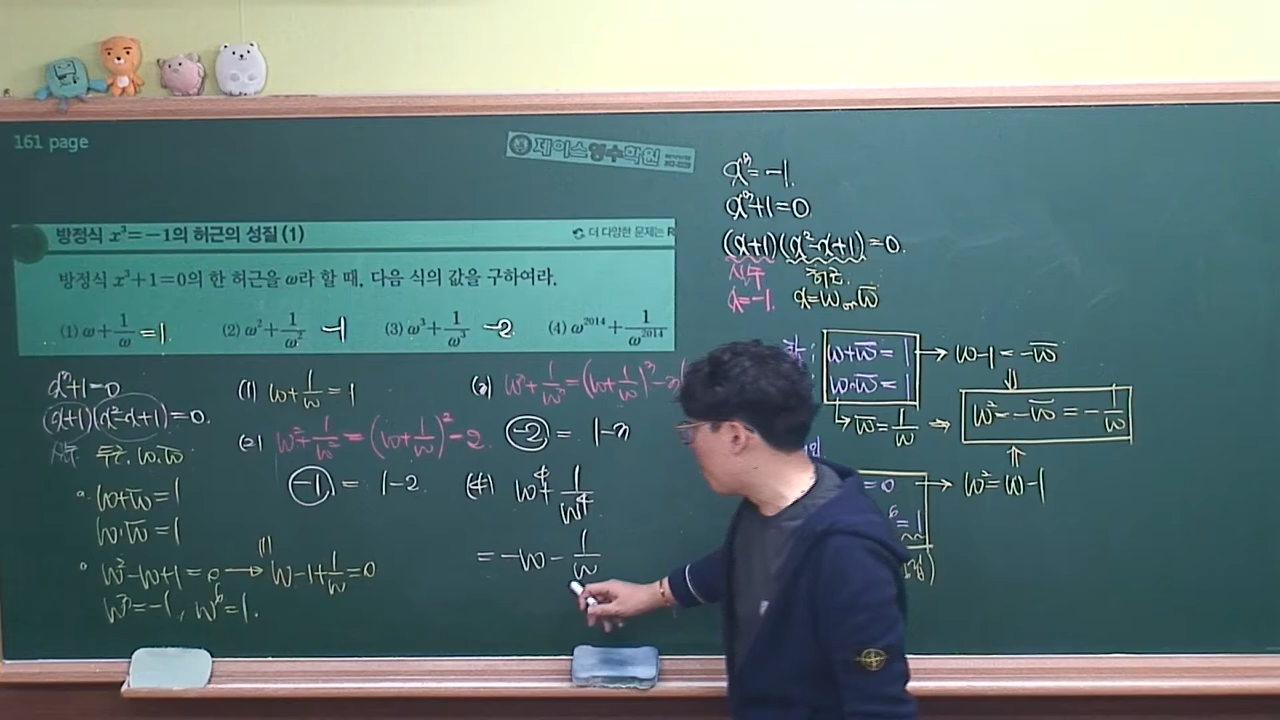 161 page
제이스영수학원
방정식 x³=-1의 허근의 성질 (1)
더 다양한 문제는
방정식 x³+1=0의 한 허근을 ω라 할 때, 다음 식의 값을 구하여라.
(1) ω+1/ω =1 (2) ω²+1/ω² -1 (3) ω³+1/ω³ -2 (4) ω²⁰¹⁴+1/ω²⁰¹⁴
x³+1=0
(x+1)(x²-x+1)=0.
실수 허근. ω, ω̅
ω+ω̅=1
ω·ω̅=1
ω²-ω+1=0 → ω-1+1/ω=0
ω³=-1, ω⁶=1.
(1) ω+1/ω=1
(2) ω²+1/ω²=(ω+1/ω)²-2
-1 = 1-2
(3) ω³+1/ω³=(ω+1/ω)³-3
-2 = 1-3
(4) ω⁴+1/ω⁴
= -ω-1/ω
x³=-1.
x³+1=0
(x+1)(x²-x+1)=0.
실수 허근.
x=-1. x=ω or ω̅
ω+ω̅=1 → ω-1=-ω̅
ω·ω̅=1
ω̅=1/ω ⇒ ω²=-ω̅=-1/ω
=0 → ω²=ω-1
⁶=1